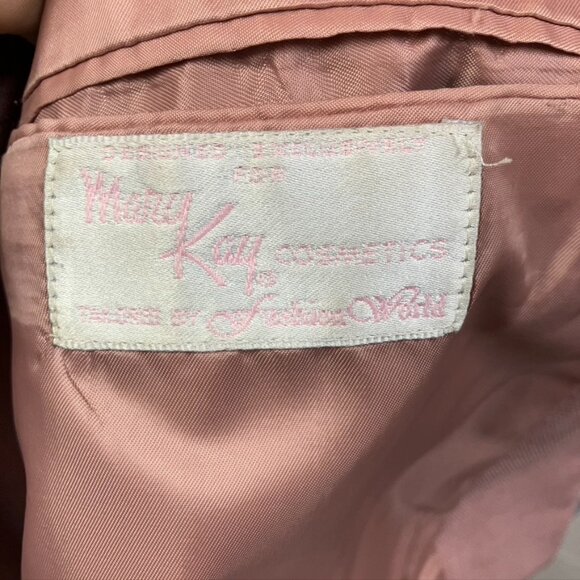 DESIGNED EXCLUSIVELY
FOR
Mary
Kay COSMETICS
TAILORED BY Fashion World